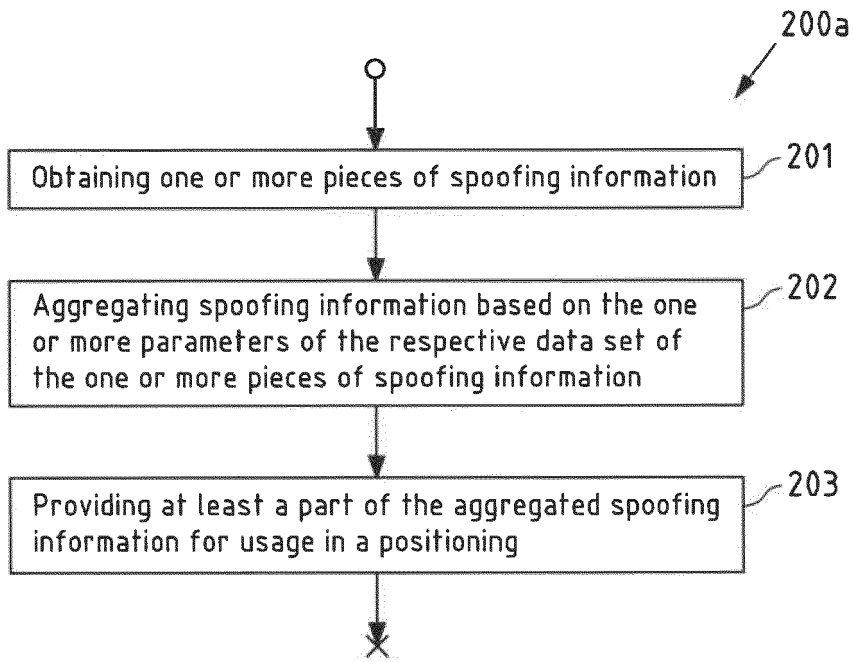 200a
201
Obtaining one or more pieces of spoofing information
202
Aggregating spoofing information based on the one
or more parameters of the respective data set of
the one or more pieces of spoofing information
203
Providing at least a part of the aggregated spoofing
information for usage in a positioning